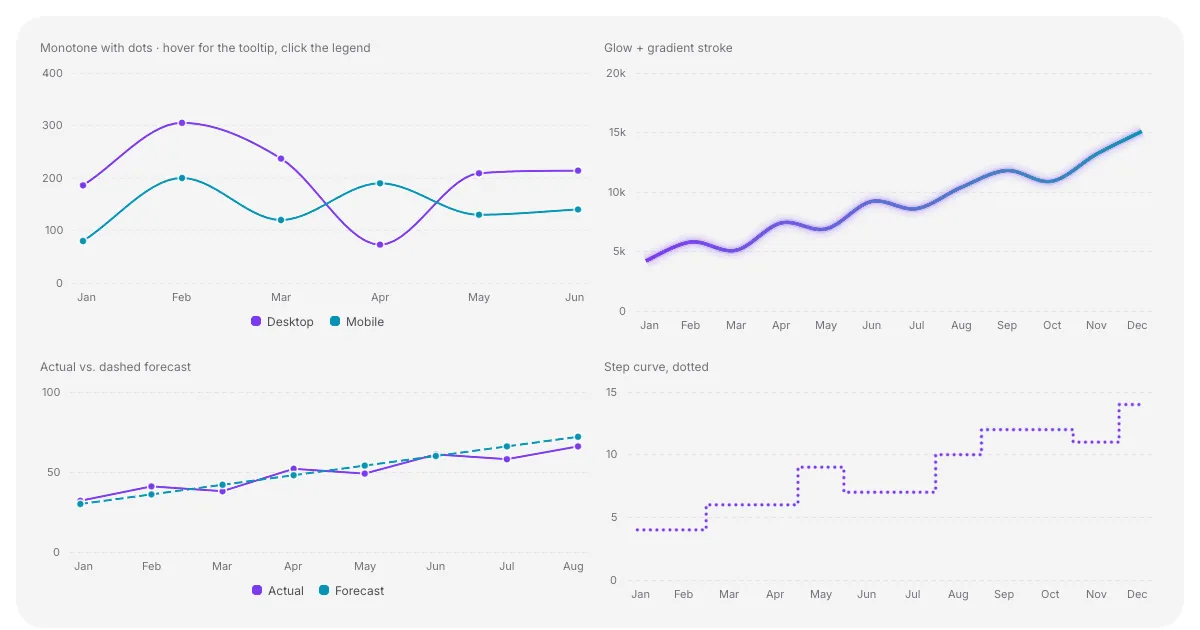 Monotone with dots · hover for the tooltip, click the legend
400
300
200
100
0
Jan Feb Mar Apr May Jun
Desktop Mobile
Glow + gradient stroke
20k
15k
10k
5k
0
Jan Feb Mar Apr May Jun Jul Aug Sep Oct Nov Dec
Actual vs. dashed forecast
100
50
0
Jan Feb Mar Apr May Jun Jul Aug
Actual Forecast
Step curve, dotted
15
10
5
0
Jan Feb Mar Apr May Jun Jul Aug Sep Oct Nov Dec